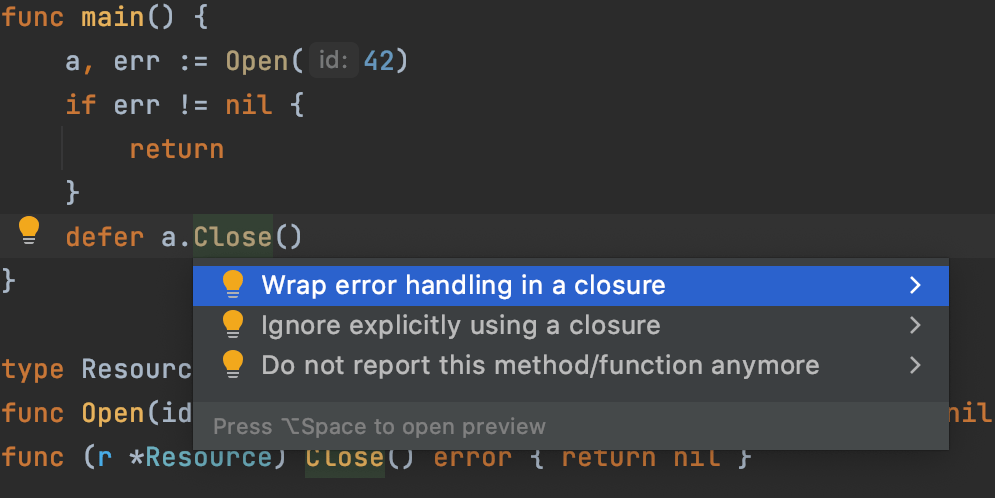 func main() {
a, err := Open( id: 42)
if err != nil {
return
}
defer a.Close()
}
Wrap error handling in a closure
Ignore explicitly using a closure
Do not report this method/function anymore
Press ⌥Space to open preview
type Resourc
func Open(id nil
func (r *Resource) Close() error { return nil }